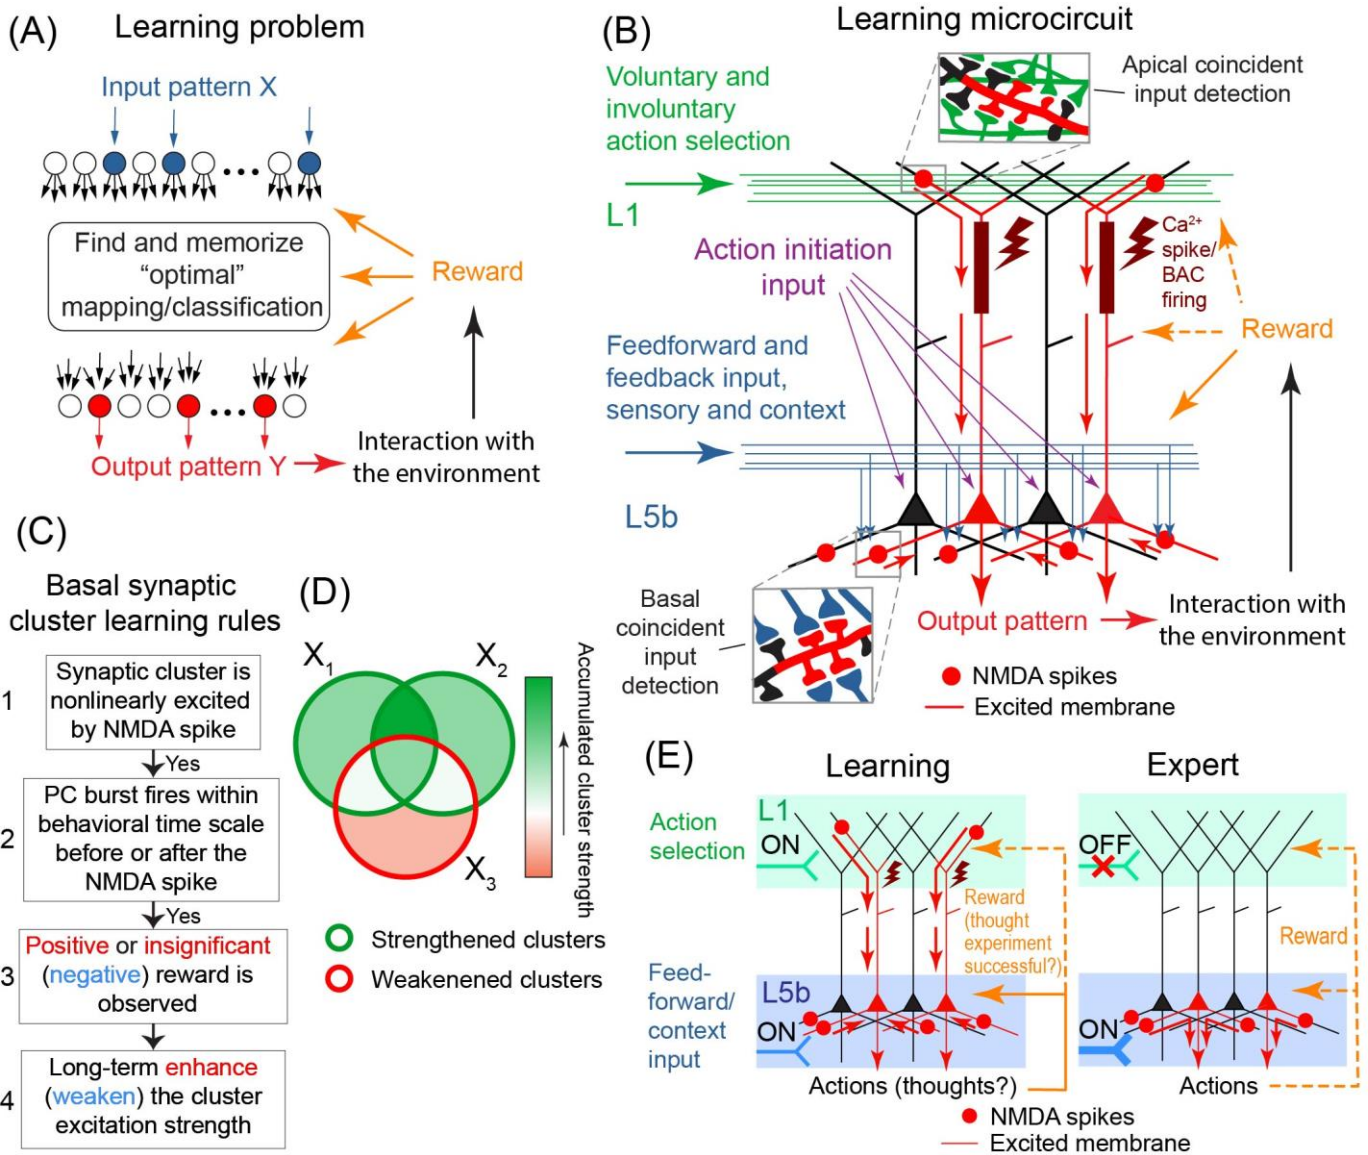 (A)
Learning problem
Input pattern X
Find and memorize
“optimal”
mapping/classification
Reward
Output pattern Y
Interaction with
the environment
(B)
Learning microcircuit
Voluntary and
involuntary
action selection
L1
Apical coincident
input detection
Action initiation
input
Ca²⁺
spike/
BAC
firing
Reward
Feedforward and
feedback input,
sensory and context
L5b
Basal
coincident
input
detection
Output pattern
Interaction with
the environment
NMDA spikes
Excited membrane
(C)
Basal synaptic
cluster learning rules
1
Synaptic cluster is
nonlinearly excited
by NMDA spike
Yes
2
PC burst fires within
behavioral time scale
before or after the
NMDA spike
Yes
3
Positive or insignificant
(negative) reward is
observed
4
Long-term enhance
(weaken) the cluster
excitation strength
(D)
X₁
X₂
X₃
Accumulated cluster strength
Strengthened clusters
Weakenened clusters
(E)
Learning
Expert
Action
selection
L1
ON
OFF
Reward
(thought
experiment
successful?)
Reward
Feed-
forward/
context
input
L5b
ON
ON
Actions (thoughts?)
Actions
NMDA spikes
Excited membrane